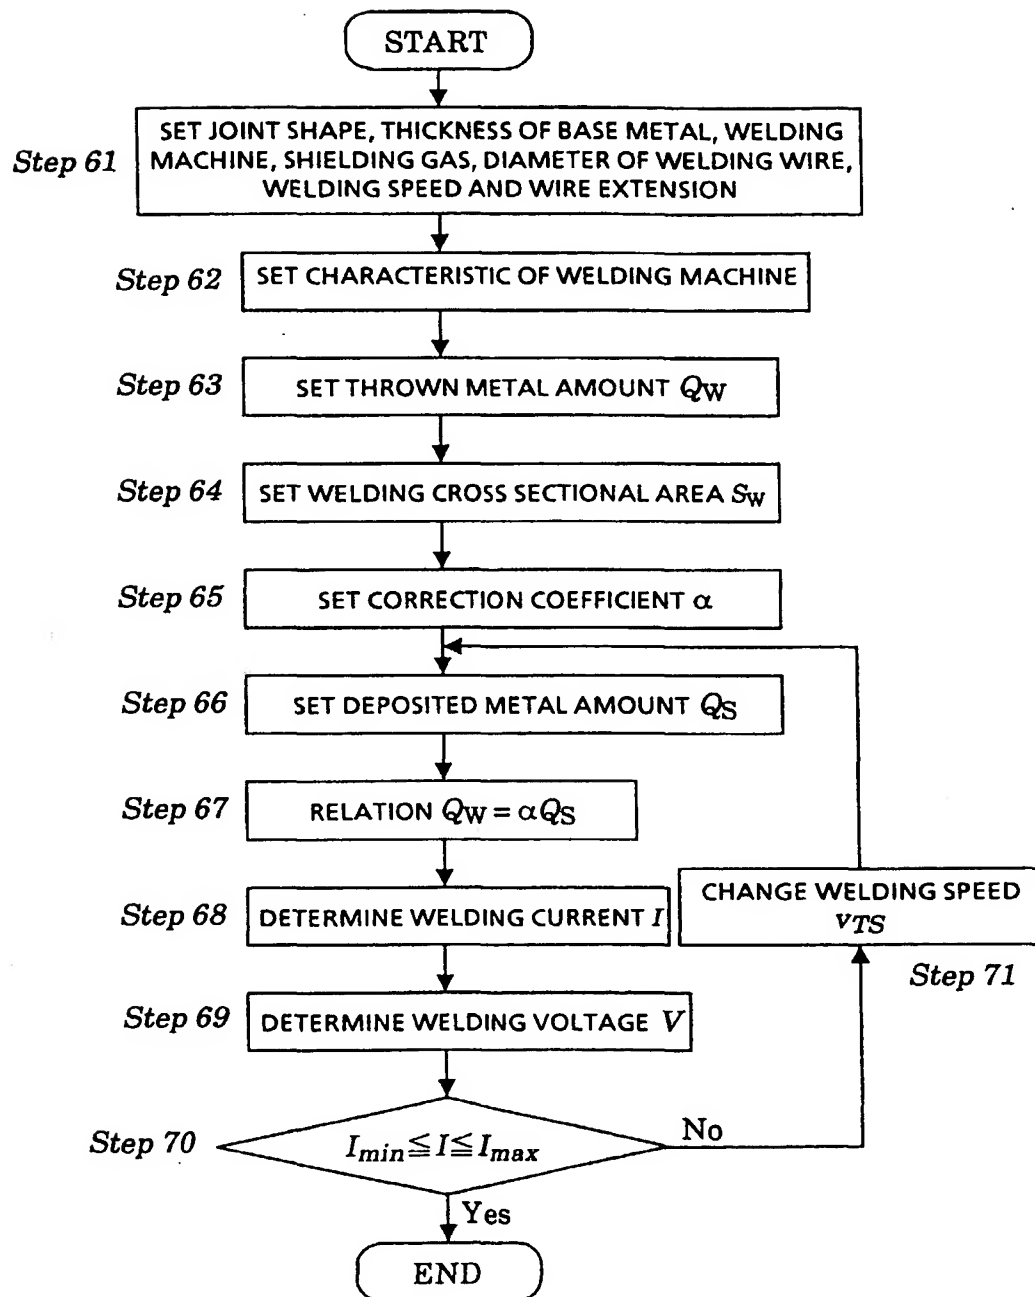 START
Step 61
SET JOINT SHAPE, THICKNESS OF BASE METAL, WELDING
MACHINE, SHIELDING GAS, DIAMETER OF WELDING WIRE,
WELDING SPEED AND WIRE EXTENSION
Step 62
SET CHARACTERISTIC OF WELDING MACHINE
Step 63
SET THROWN METAL AMOUNT QW
Step 64
SET WELDING CROSS SECTIONAL AREA SW
Step 65
SET CORRECTION COEFFICIENT α
Step 66
SET DEPOSITED METAL AMOUNT QS
Step 67
RELATION QW = αQS
Step 68
DETERMINE WELDING CURRENT I
CHANGE WELDING SPEED
vTS
Step 71
Step 69
DETERMINE WELDING VOLTAGE V
Step 70
Imin≦I≦Imax
No
Yes
END